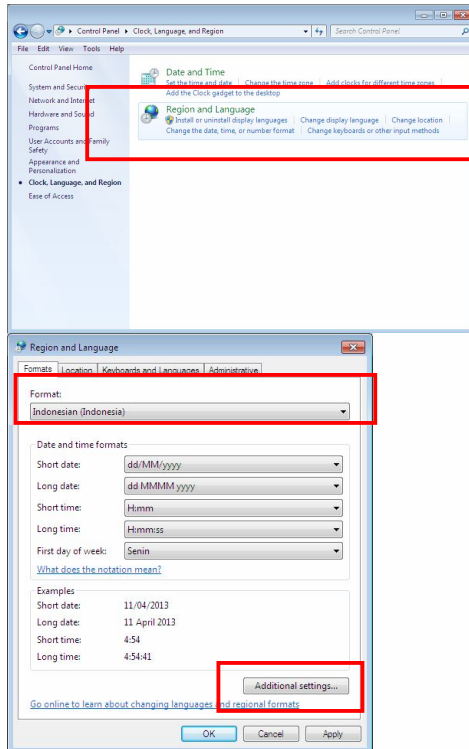 Control Panel ▸ Clock, Language, and Region
Search Control Panel
File Edit View Tools Help
Control Panel Home
System and Security
Network and Internet
Hardware and Sound
Programs
User Accounts and Family
Safety
Appearance and
Personalization
Clock, Language, and Region
Ease of Access
Date and Time
Set the time and date Change the time zone Add clocks for different time zones
Add the Clock gadget to the desktop
Region and Language
Install or uninstall display languages Change display language Change location
Change the date, time, or number format Change keyboards or other input methods
Region and Language
Formats Location Keyboards and Languages Administrative
Format:
Indonesian (Indonesia)
Date and time formats
Short date: dd/MM/yyyy
Long date: dd MMMM yyyy
Short time: H:mm
Long time: H:mm:ss
First day of week: Senin
What does the notation mean?
Examples
Short date: 11/04/2013
Long date: 11 April 2013
Short time: 4:54
Long time: 4:54:41
Additional settings...
Go online to learn about changing languages and regional formats
OK Cancel Apply